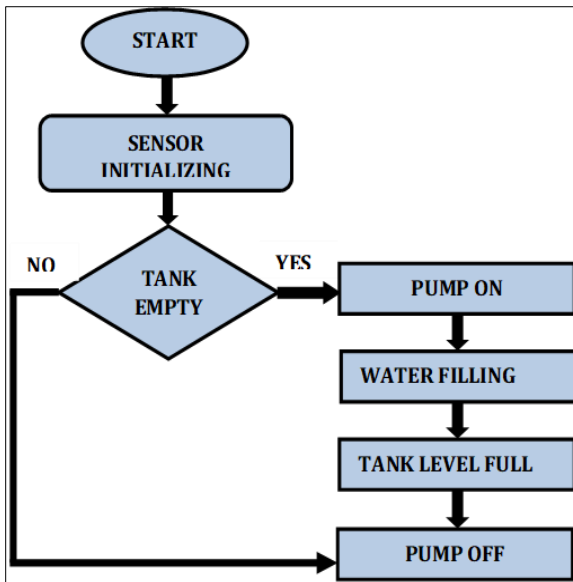 START
SENSOR
INITIALIZING
NO
YES
TANK
EMPTY
PUMP ON
WATER FILLING
TANK LEVEL FULL
PUMP OFF